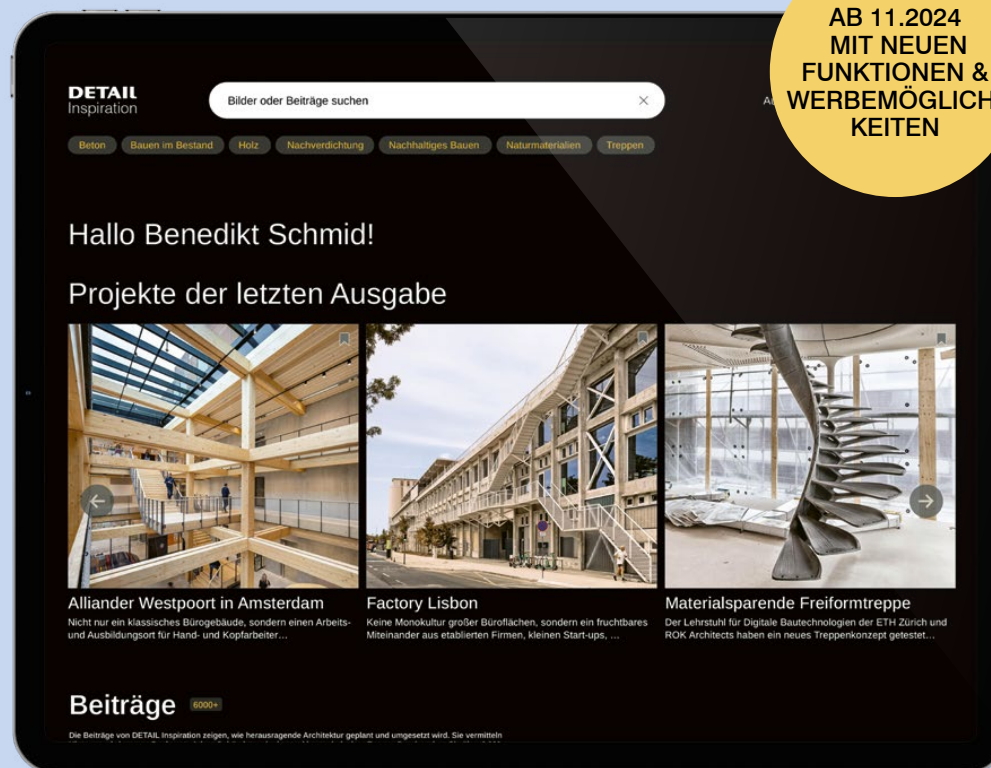 AB 11.2024
MIT NEUEN
FUNKTIONEN &
WERBEMÖGLICH
KEITEN
DETAIL
Inspiration
Bilder oder Beiträge suchen
Beton
Bauen im Bestand
Holz
Nachverdichtung
Nachhaltiges Bauen
Naturmaterialien
Treppen
Hallo Benedikt Schmid!
Projekte der letzten Ausgabe
Alliander Westpoort in Amsterdam
Nicht nur ein klassisches Bürogebäude, sondern einen Arbeits-
und Ausbildungsort für Hand- und Kopfarbeiter…
Factory Lisbon
Keine Monokultur großer Büroflächen, sondern ein fruchtbares
Miteinander aus etablierten Firmen, kleinen Start-ups, …
Materialsparende Freiformtreppe
Der Lehrstuhl für Digitale Bautechnologien der ETH Zürich und
ROK Architects haben ein neues Treppenkonzept getestet…
Beiträge
6000+
Die Beiträge von DETAIL Inspiration zeigen, wie herausragende Architektur geplant und umgesetzt wird. Sie vermitteln